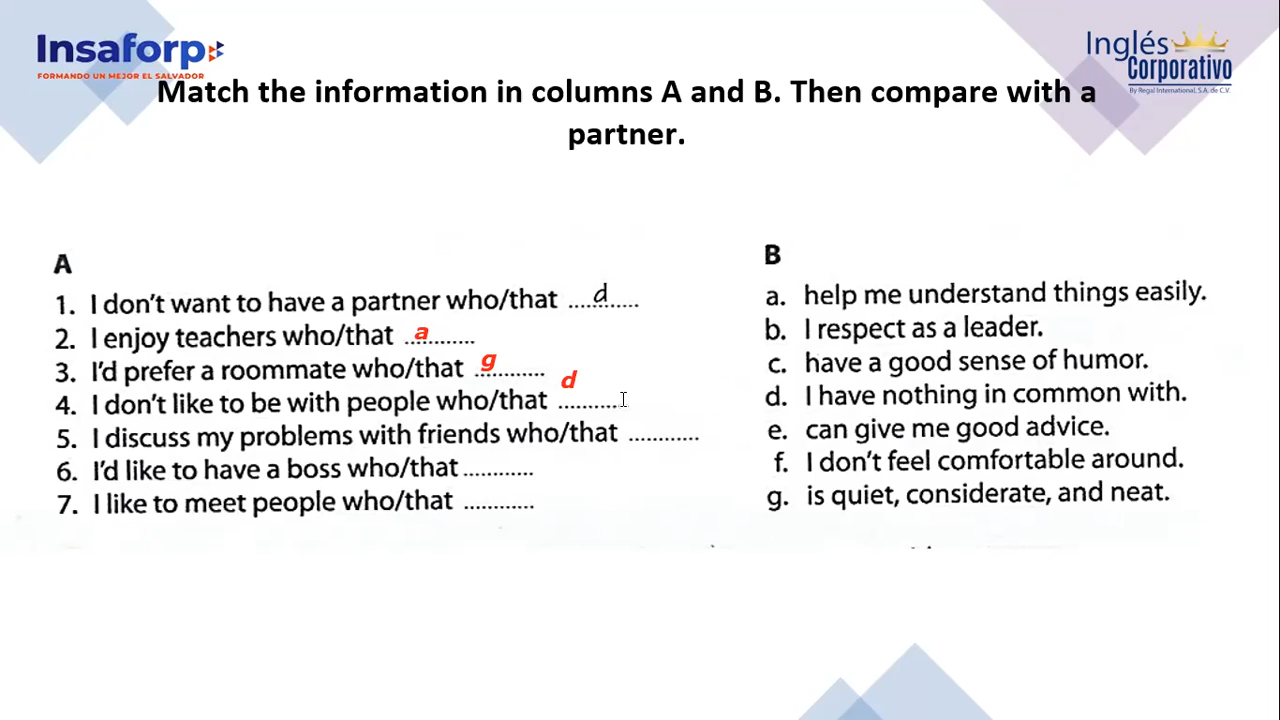 Insaforp
FORMANDO UN MEJOR EL SALVADOR
Inglés
Corporativo
By Regal International, S.A. de C.V.
Match the information in columns A and B. Then compare with a
partner.
A
1. I don't want to have a partner who/that ....d......
2. I enjoy teachers who/that ..a.........
3. I'd prefer a roommate who/that ..g.........
4. I don't like to be with people who/that d ............
5. I discuss my problems with friends who/that ............
6. I'd like to have a boss who/that ............
7. I like to meet people who/that ............
B
a. help me understand things easily.
b. I respect as a leader.
c. have a good sense of humor.
d. I have nothing in common with.
e. can give me good advice.
f. I don't feel comfortable around.
g. is quiet, considerate, and neat.